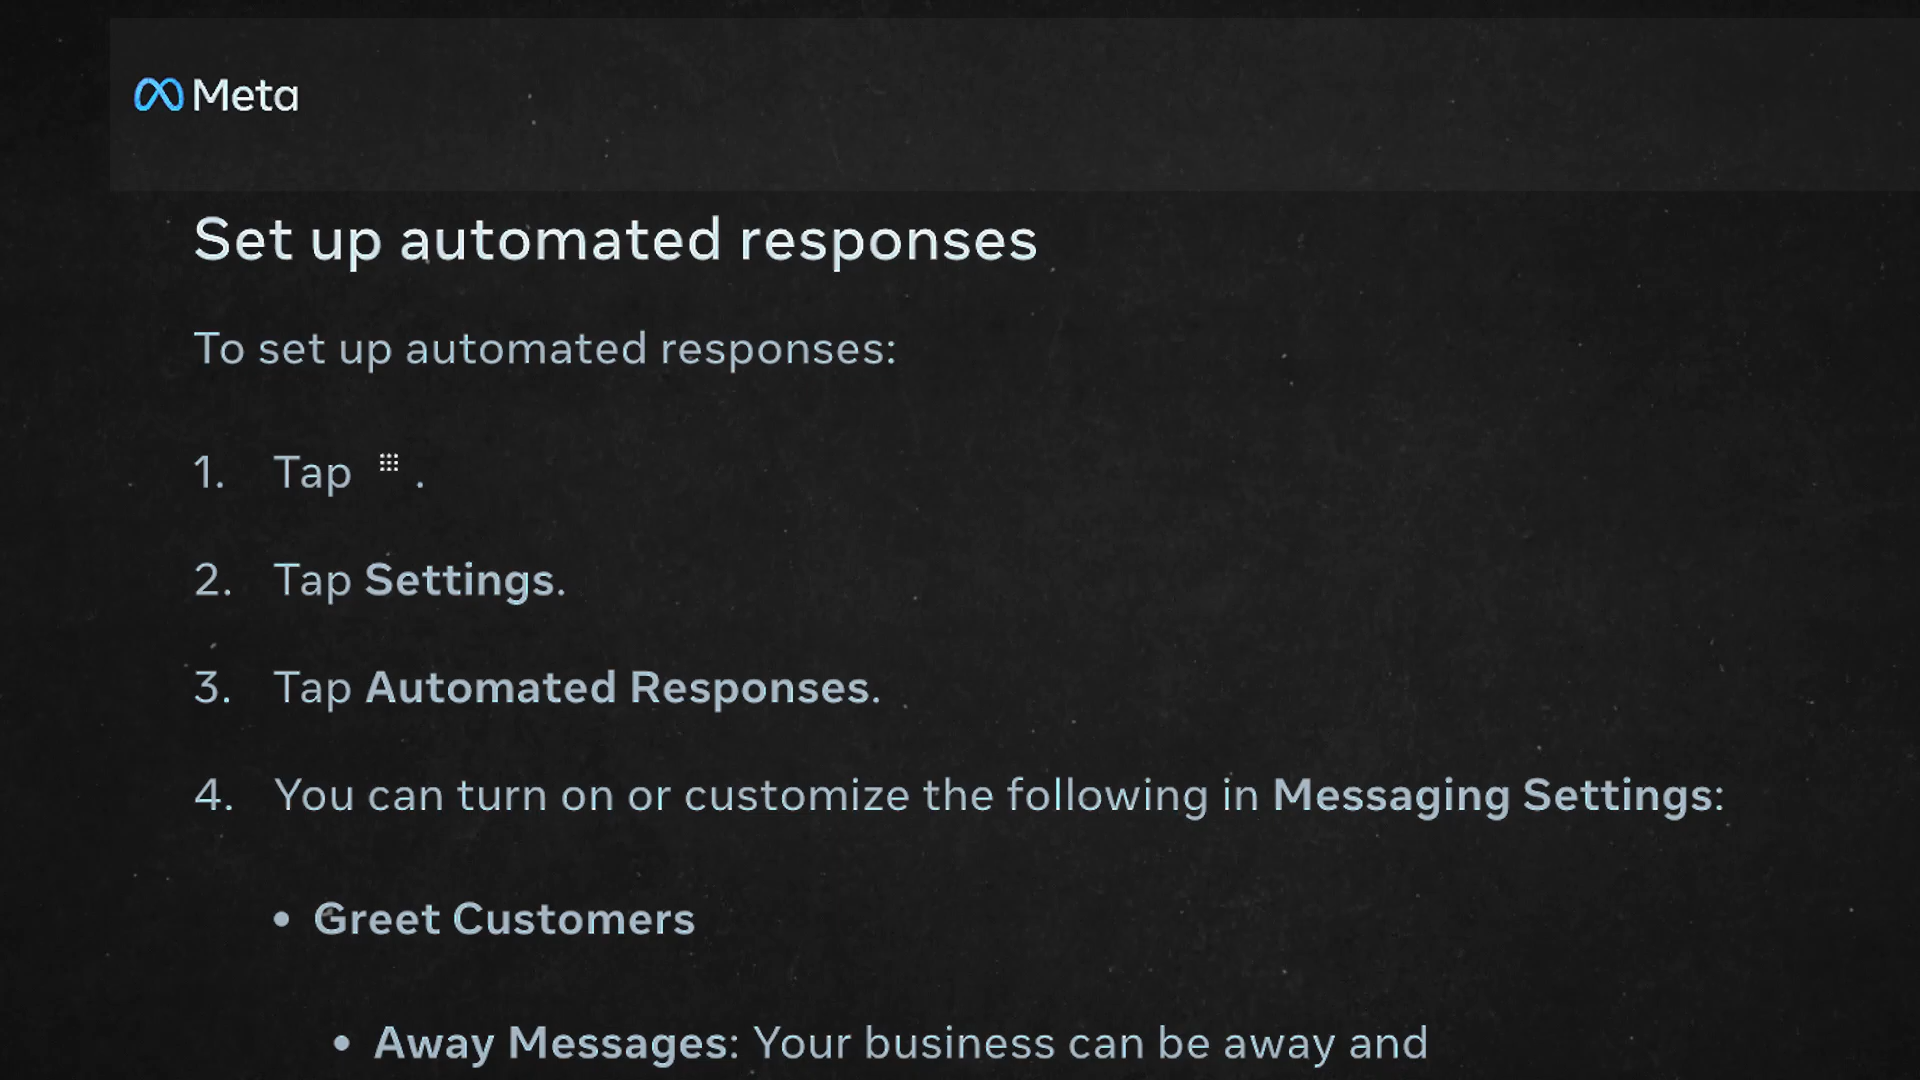 Meta
Set up automated responses
To set up automated responses:
1. Tap .
2. Tap Settings.
3. Tap Automated Responses.
4. You can turn on or customize the following in Messaging Settings:
• Greet Customers
• Away Messages: Your business can be away and